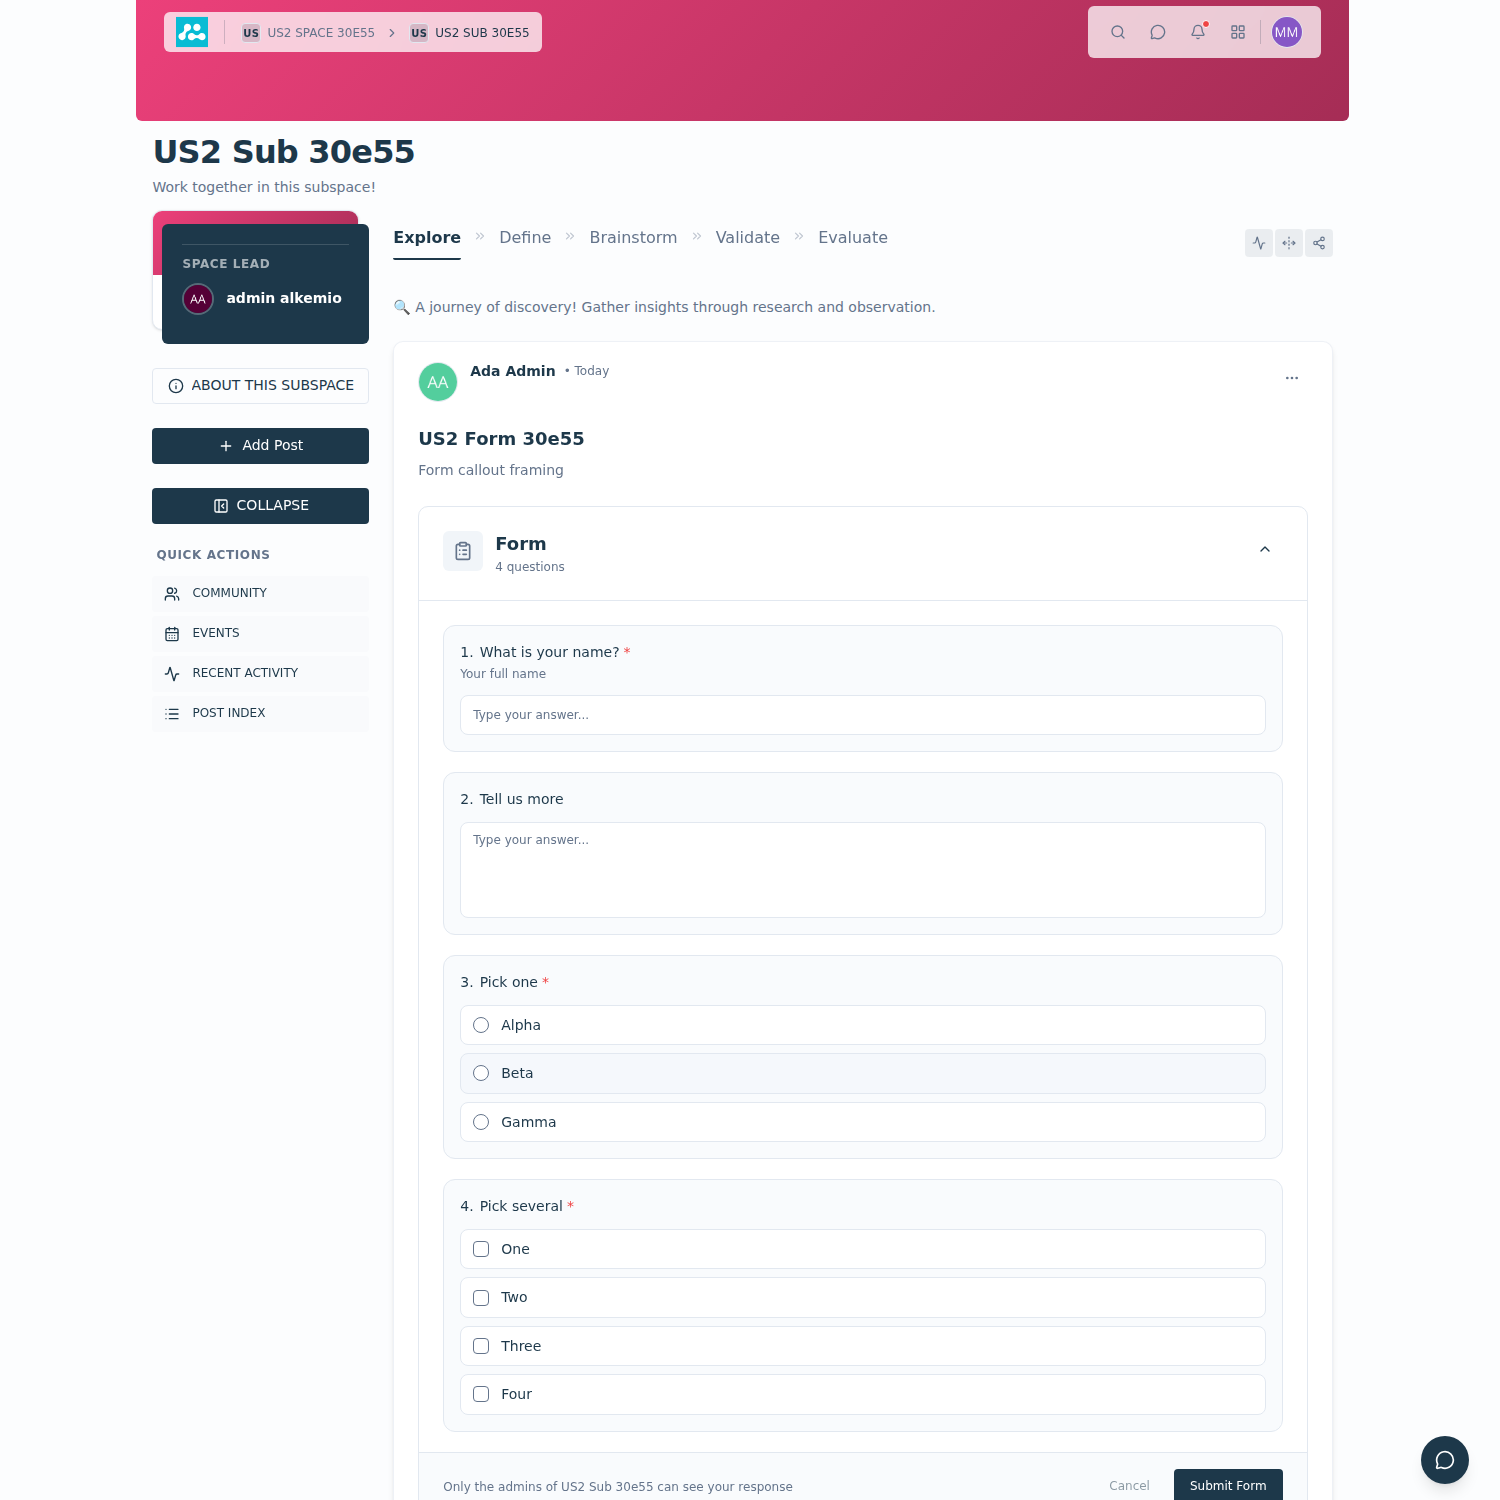 US US2 SPACE 30E55 US US2 SUB 30E55
MM
US2 Sub 30e55
Work together in this subspace!
SPACE LEAD
AA admin alkemio
ABOUT THIS SUBSPACE
Add Post
COLLAPSE
QUICK ACTIONS
COMMUNITY
EVENTS
RECENT ACTIVITY
POST INDEX
Explore Define Brainstorm Validate Evaluate
🔍 A journey of discovery! Gather insights through research and observation.
AA Ada Admin • Today
US2 Form 30e55
Form callout framing
Form
4 questions
1. What is your name? *
Your full name
Type your answer...
2. Tell us more
Type your answer...
3. Pick one *
Alpha
Beta
Gamma
4. Pick several *
One
Two
Three
Four
Only the admins of US2 Sub 30e55 can see your response Cancel Submit Form